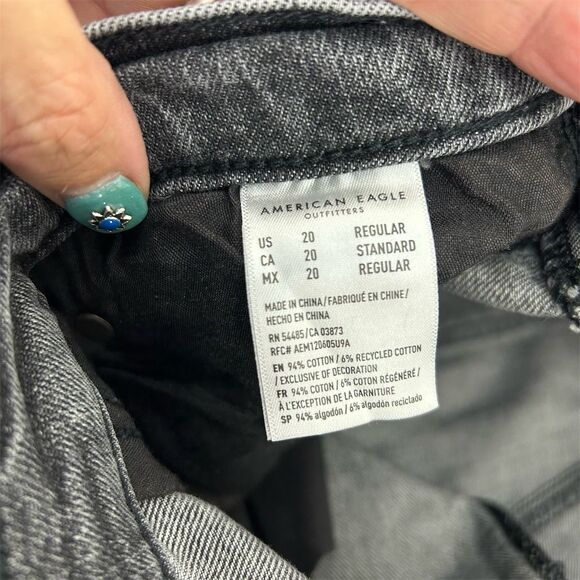 AMERICAN EAGLE
OUTFITTERS
US 20 REGULAR
CA 20 STANDARD
MX 20 REGULAR
MADE IN CHINA/FABRIQUÉ EN CHINE/
HECHO EN CHINA
RN 54485/CA 03873
RFC# AEM120605U9A
EN 94% COTTON / 6% RECYCLED COTTON
/ EXCLUSIVE OF DECORATION
FR 94% COTON / 6% COTON RÉGÉNÉRÉ /
À L'EXCEPTION DE LA GARNITURE
SP 94% algodón / 6% algodón reciclado